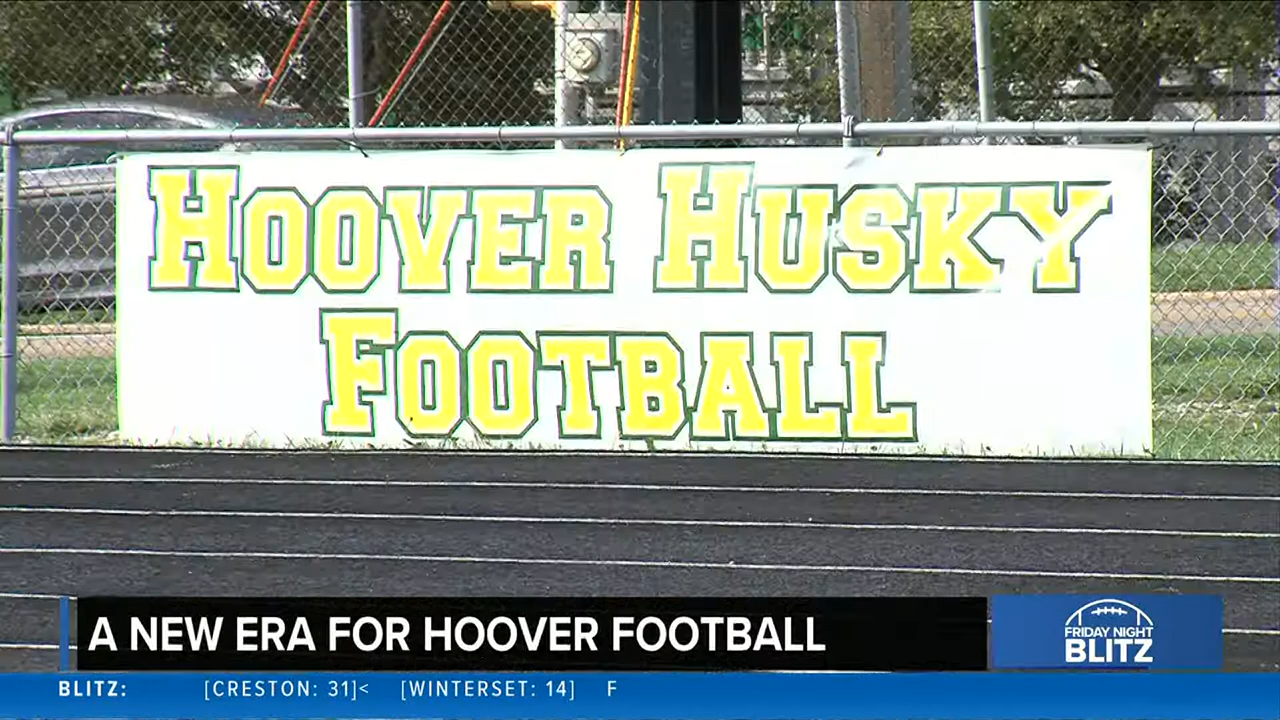 HOOVER HUSKY
FOOTBALL
A NEW ERA FOR HOOVER FOOTBALL
FRIDAY NIGHT
BLITZ
BLITZ: [CRESTON: 31]< [WINTERSET: 14] F